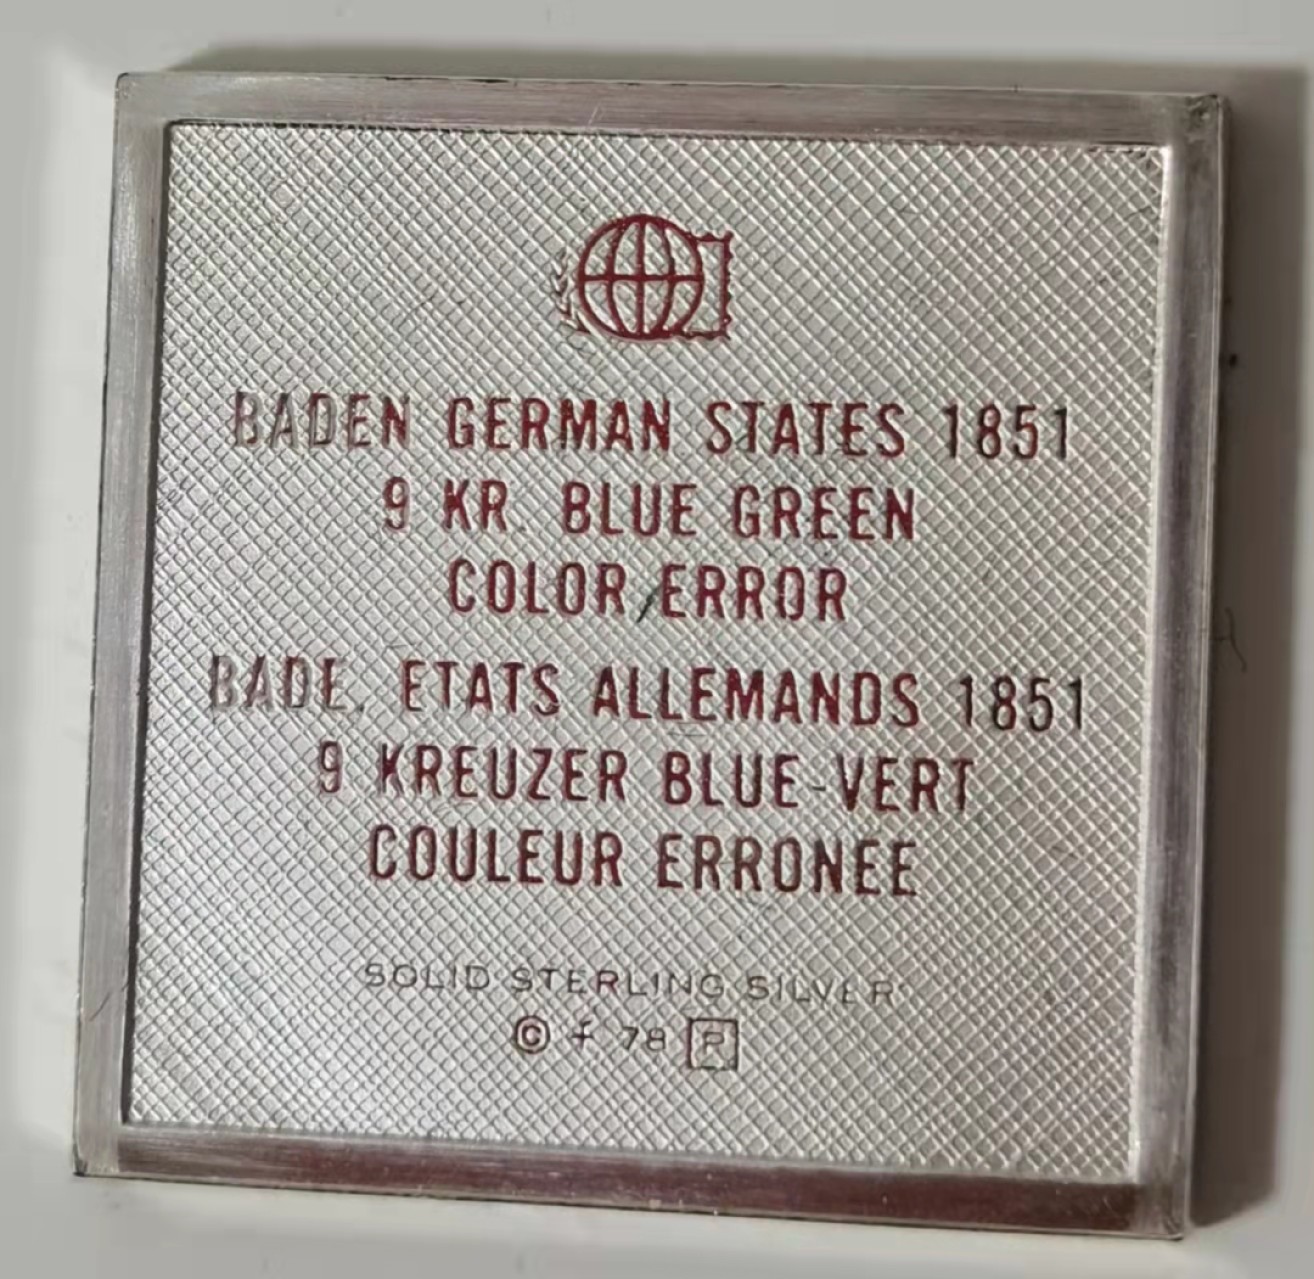 BADEN GERMAN STATES 1851
9 KR. BLUE GREEN
COLOR ERROR
BADE, ETATS ALLEMANDS 1851
9 KREUZER BLUE-VERT
COULEUR ERRONEE
SOLID STERLING SILVER
© f 78 P